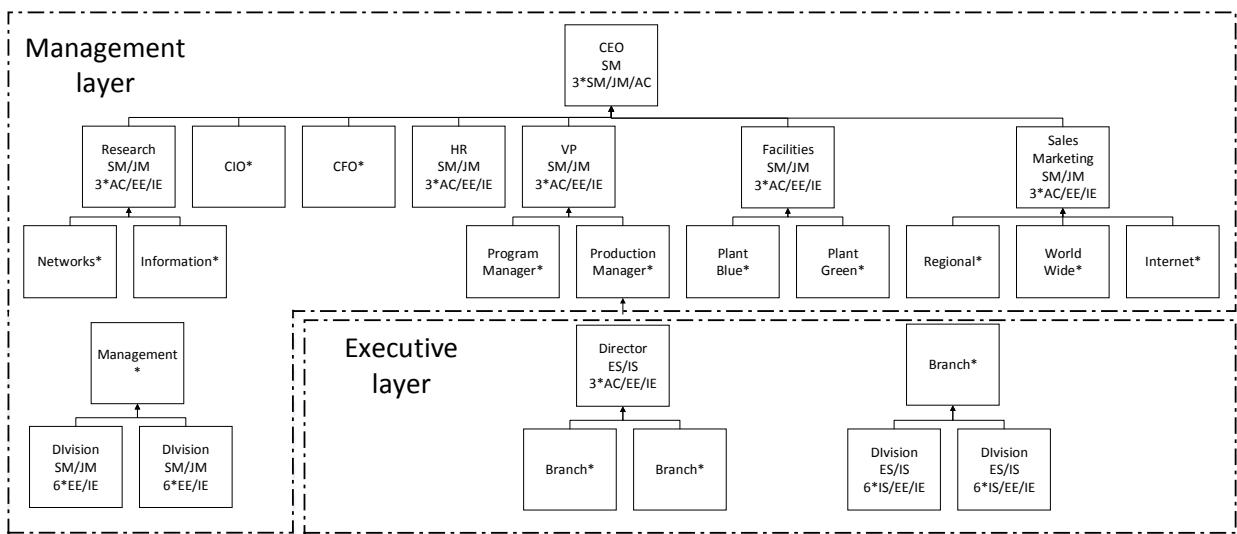 Management
layer
CEO
SM
3*SM/JM/AC
Research
SM/JM
3*AC/EE/IE
CIO*
CFO*
HR
SM/JM
3*AC/EE/IE
VP
SM/JM
3*AC/EE/IE
Facilities
SM/JM
3*AC/EE/IE
Sales
Marketing
SM/JM
3*AC/EE/IE
Networks*
Information*
Program
Manager*
Production
Manager*
Plant
Blue*
Plant
Green*
Regional*
World
Wide*
Internet*
Management
*
DIvision
SM/JM
6*EE/IE
DIvision
SM/JM
6*EE/IE
Executive
layer
Director
ES/IS
3*AC/EE/IE
Branch*
Branch*
Branch*
DIvision
ES/IS
6*IS/EE/IE
DIvision
ES/IS
6*IS/EE/IE